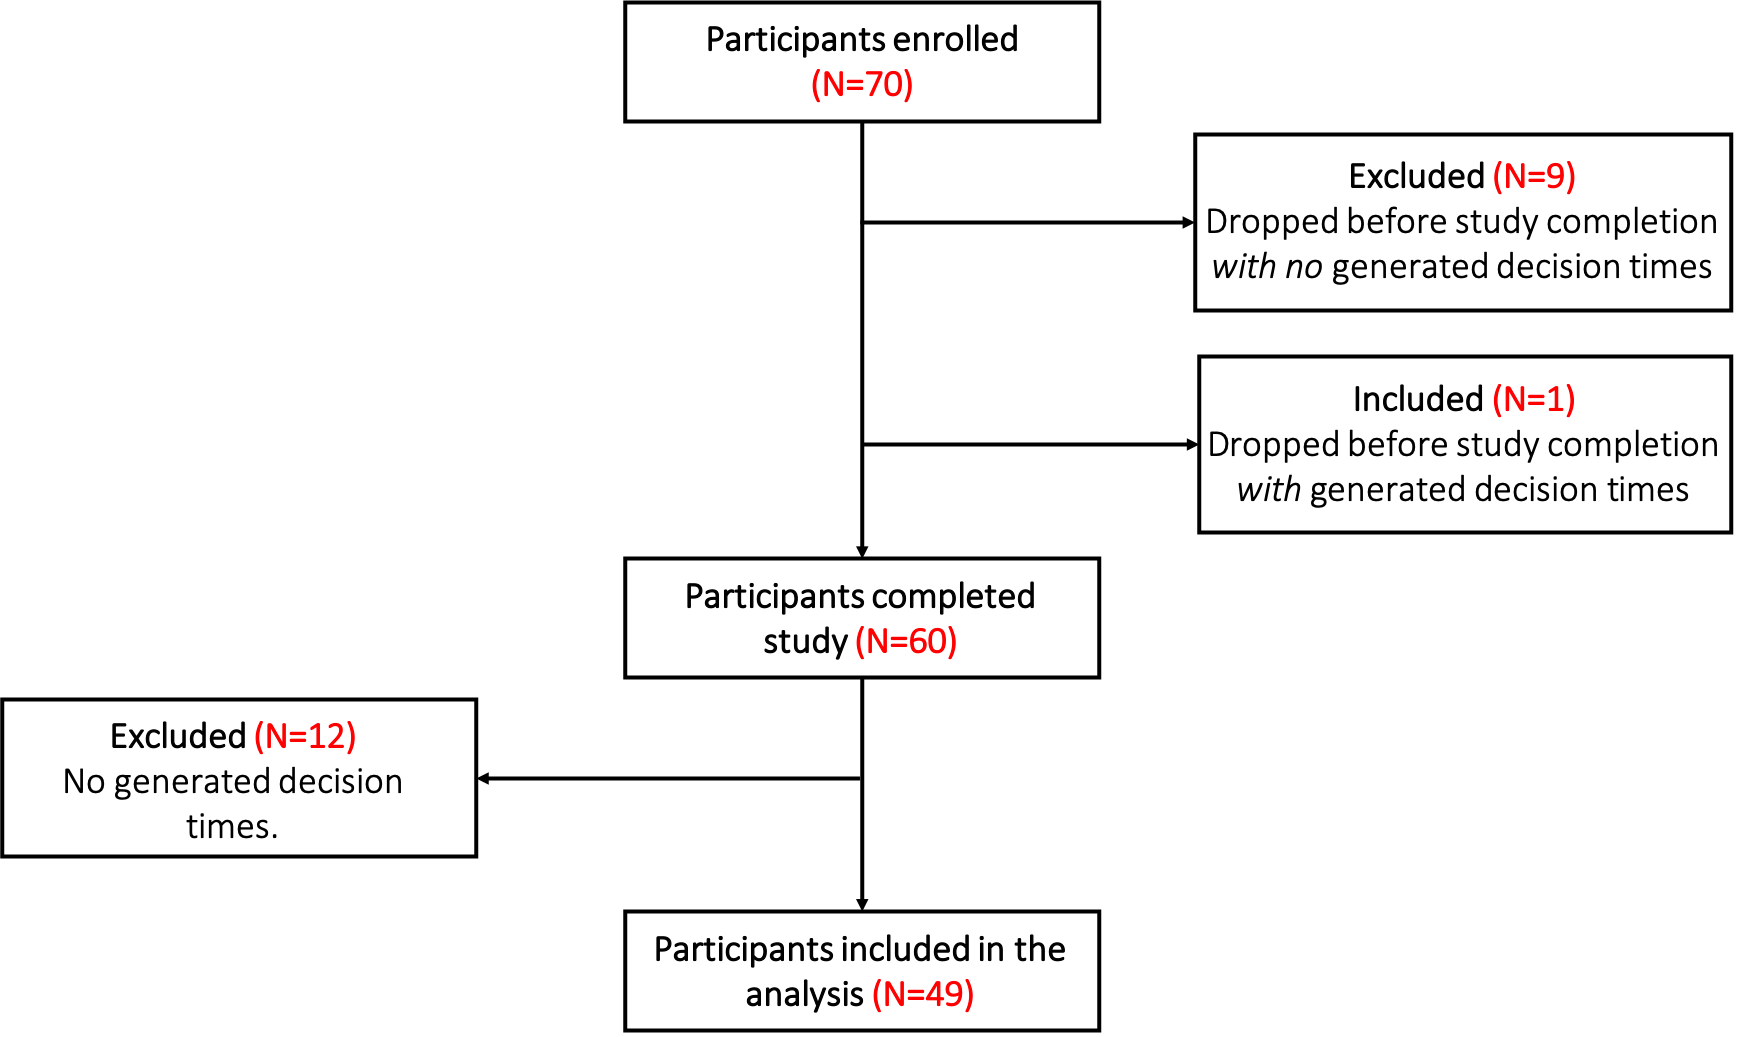 Participants enrolled
(N=70)
Excluded (N=9)
Dropped before study completion
with no generated decision times
Included (N=1)
Dropped before study completion
with generated decision times
Participants completed
study (N=60)
Excluded (N=12)
No generated decision
times.
Participants included in the
analysis (N=49)